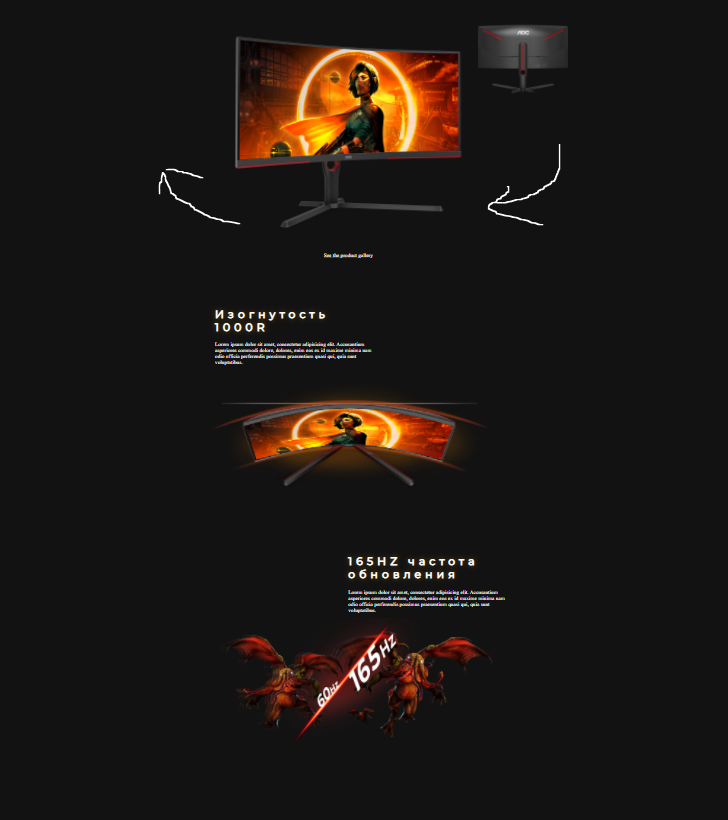 AOC
See the product gallery
Изогнутость
1000R
Lorem ipsum dolor sit amet, consectetur adipisicing elit. Accusantium
asperiores commodi dolore, dolores, enim eos ex id maxime minima nam
odio officia perferendis possimus praesentium quasi qui, quia sunt
voluptatibus.
165HZ частота
обновления
Lorem ipsum dolor sit amet, consectetur adipisicing elit. Accusantium
asperiores commodi dolore, dolores, enim eos ex id maxime minima nam
odio officia perferendis possimus praesentium quasi qui, quia sunt
voluptatibus.
60HZ
165HZ